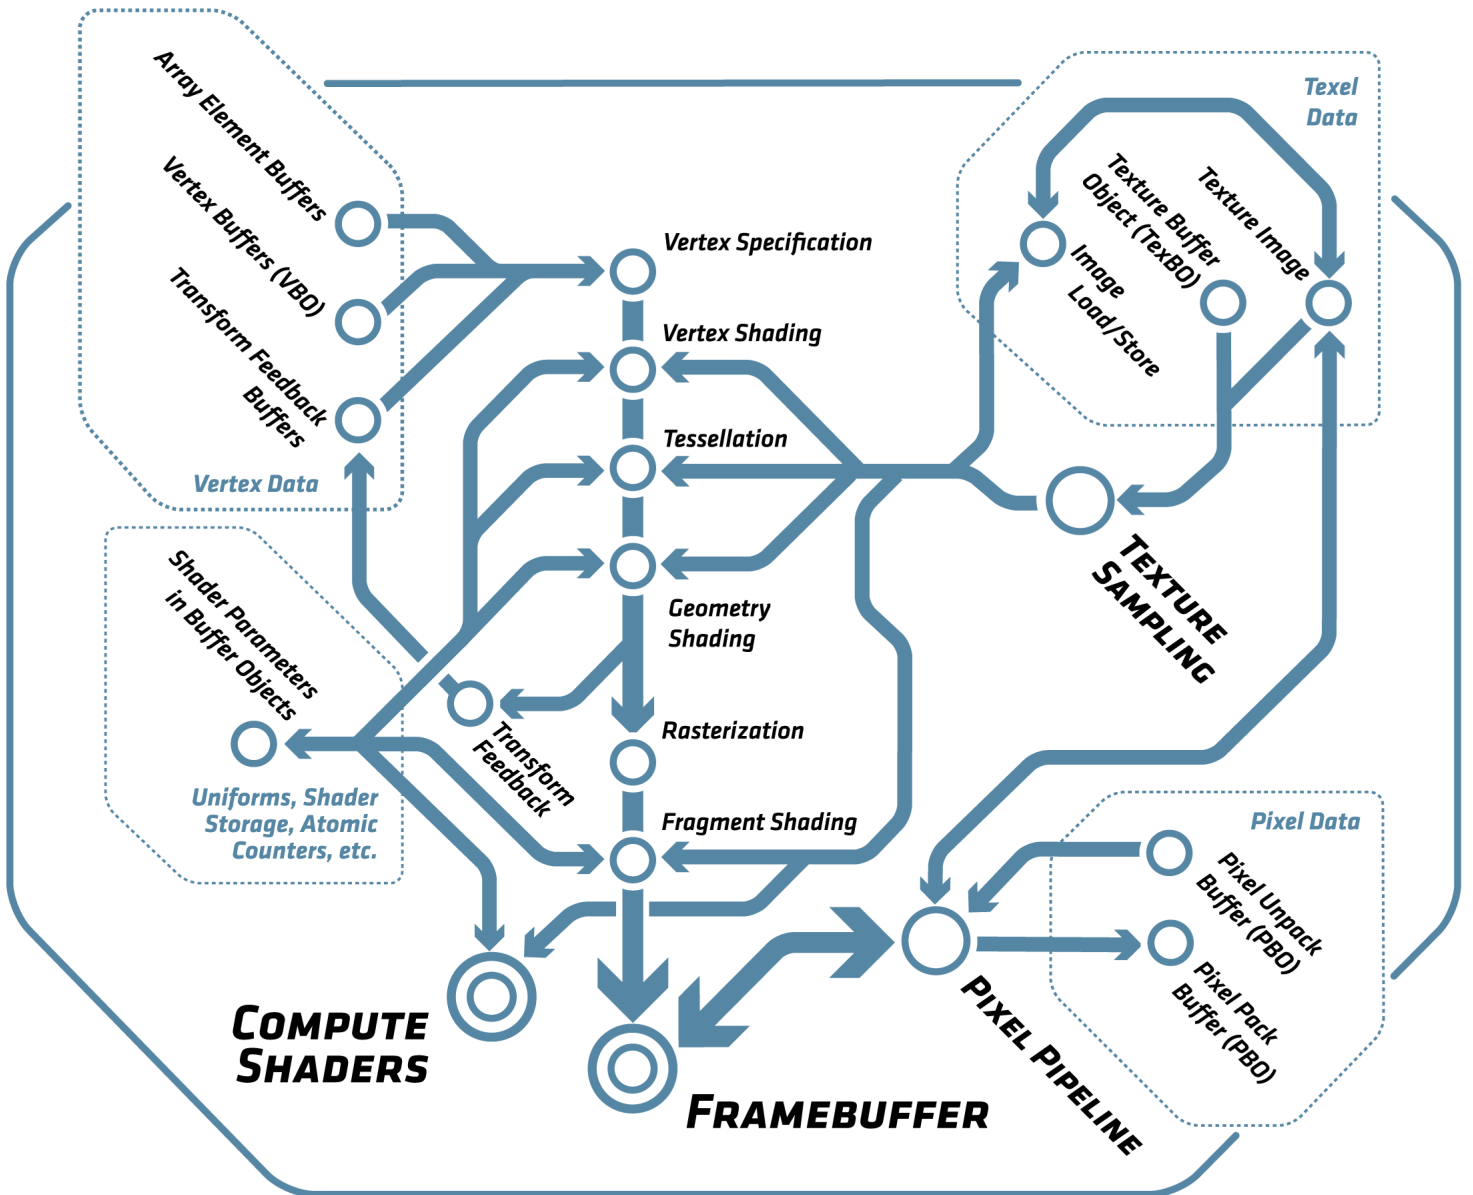 Array Element Buffers
Vertex Buffers (VBO)
Transform Feedback
Buffers
Vertex Data
Texel
Data
Texture Buffer
Object (TexBO)
Texture Image
Image
Load/Store
Vertex Specification
Vertex Shading
Tessellation
Geometry
Shading
Rasterization
Fragment Shading
Texture
Sampling
Shader Parameters
in Buffer Objects
Uniforms, Shader
Storage, Atomic
Counters, etc.
Transform
Feedback
Pixel Data
Pixel Unpack
Buffer (PBO)
Pixel Pack
Buffer (PBO)
Pixel Pipeline
Compute
Shaders
Framebuffer